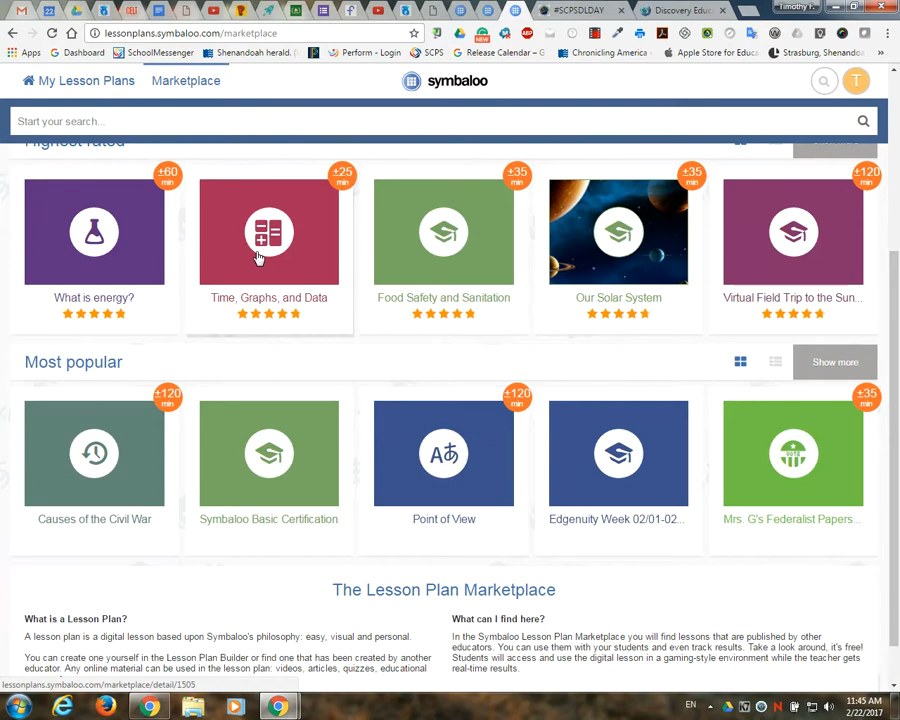 Timothy F.
#SCPSDLDAY
Discovery Educ
lessonplans.symbaloo.com/marketplace
Apps
Dashboard
SchoolMessenger
Shenandoah herald. (
Perform - Login
SCPS
Release Calendar – G
Chronicling America
Apple Store for Educa
Strasburg, Shenandoa
My Lesson Plans
Marketplace
symbaloo
T
Start your search...
Highest rated
±60 min
±25 min
±35 min
±35 min
±120 min
What is energy?
Time, Graphs, and Data
Food Safety and Sanitation
Our Solar System
Virtual Field Trip to the Sun...
Most popular
Show more
±120 min
±120 min
±35 min
VOTE
Causes of the Civil War
Symbaloo Basic Certification
Point of View
Edgenuity Week 02/01-02...
Mrs. G's Federalist Papers...
The Lesson Plan Marketplace
What is a Lesson Plan?
What can I find here?
A lesson plan is a digital lesson based upon Symbaloo's philosophy: easy, visual and personal.
In the Symbaloo Lesson Plan Marketplace you will find lessons that are published by other
educators. You can use them with your students and even track results. Take a look around, it's free!
Students will access and use the digital lesson in a gaming-style environment while the teacher gets
real-time results.
You can create one yourself in the Lesson Plan Builder or find one that has been created by another
educator. Any online material can be used in the lesson plan: videos, articles, quizzes, educational
lessonplans.symbaloo.com/marketplace/detail/1505
EN
11:45 AM
2/22/2017